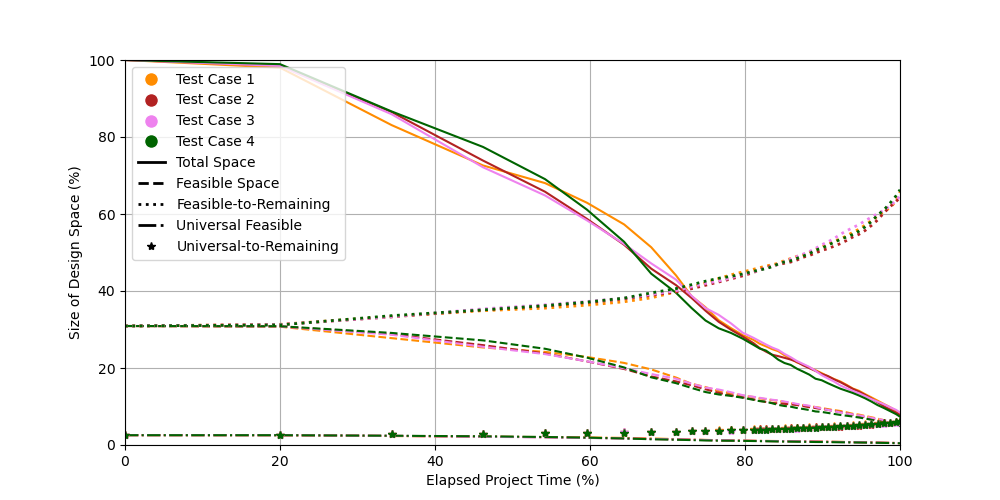 100
80
60
40
20
0
Size of Design Space (%)
Test Case 1
Test Case 2
Test Case 3
Test Case 4
Total Space
Feasible Space
Feasible-to-Remaining
Universal Feasible
Universal-to-Remaining
0 20 40 60 80 100
Elapsed Project Time (%)